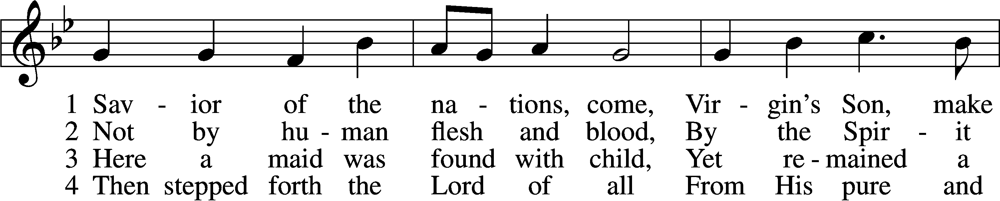 1 Sav - ior of the na - tions, come, Vir - gin's Son, make
2 Not by hu - man flesh and blood, By the Spir - it
3 Here a maid was found with child, Yet re - mained a
4 Then stepped forth the Lord of all From His pure and